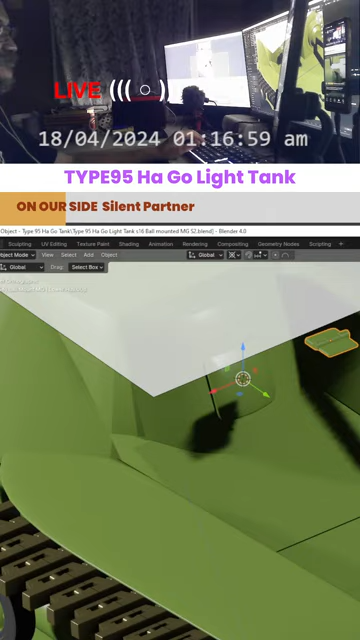 LIVE ((( ○ ))
18/04/2024 01:16:59 am
TYPE95 Ha Go Light Tank
ON OUR SIDE Silent Partner
Object - Type 95 Ha Go Tank\Type 95 Ha Go Light Tank s16 Ball mounted MG S2.blend] - Blender 4.0
Sculpting UV Editing Texture Paint Shading Animation Rendering Compositing Geometry Nodes Scripting +
bject Mode View Select Add Object Global
Global Drag: Select Box